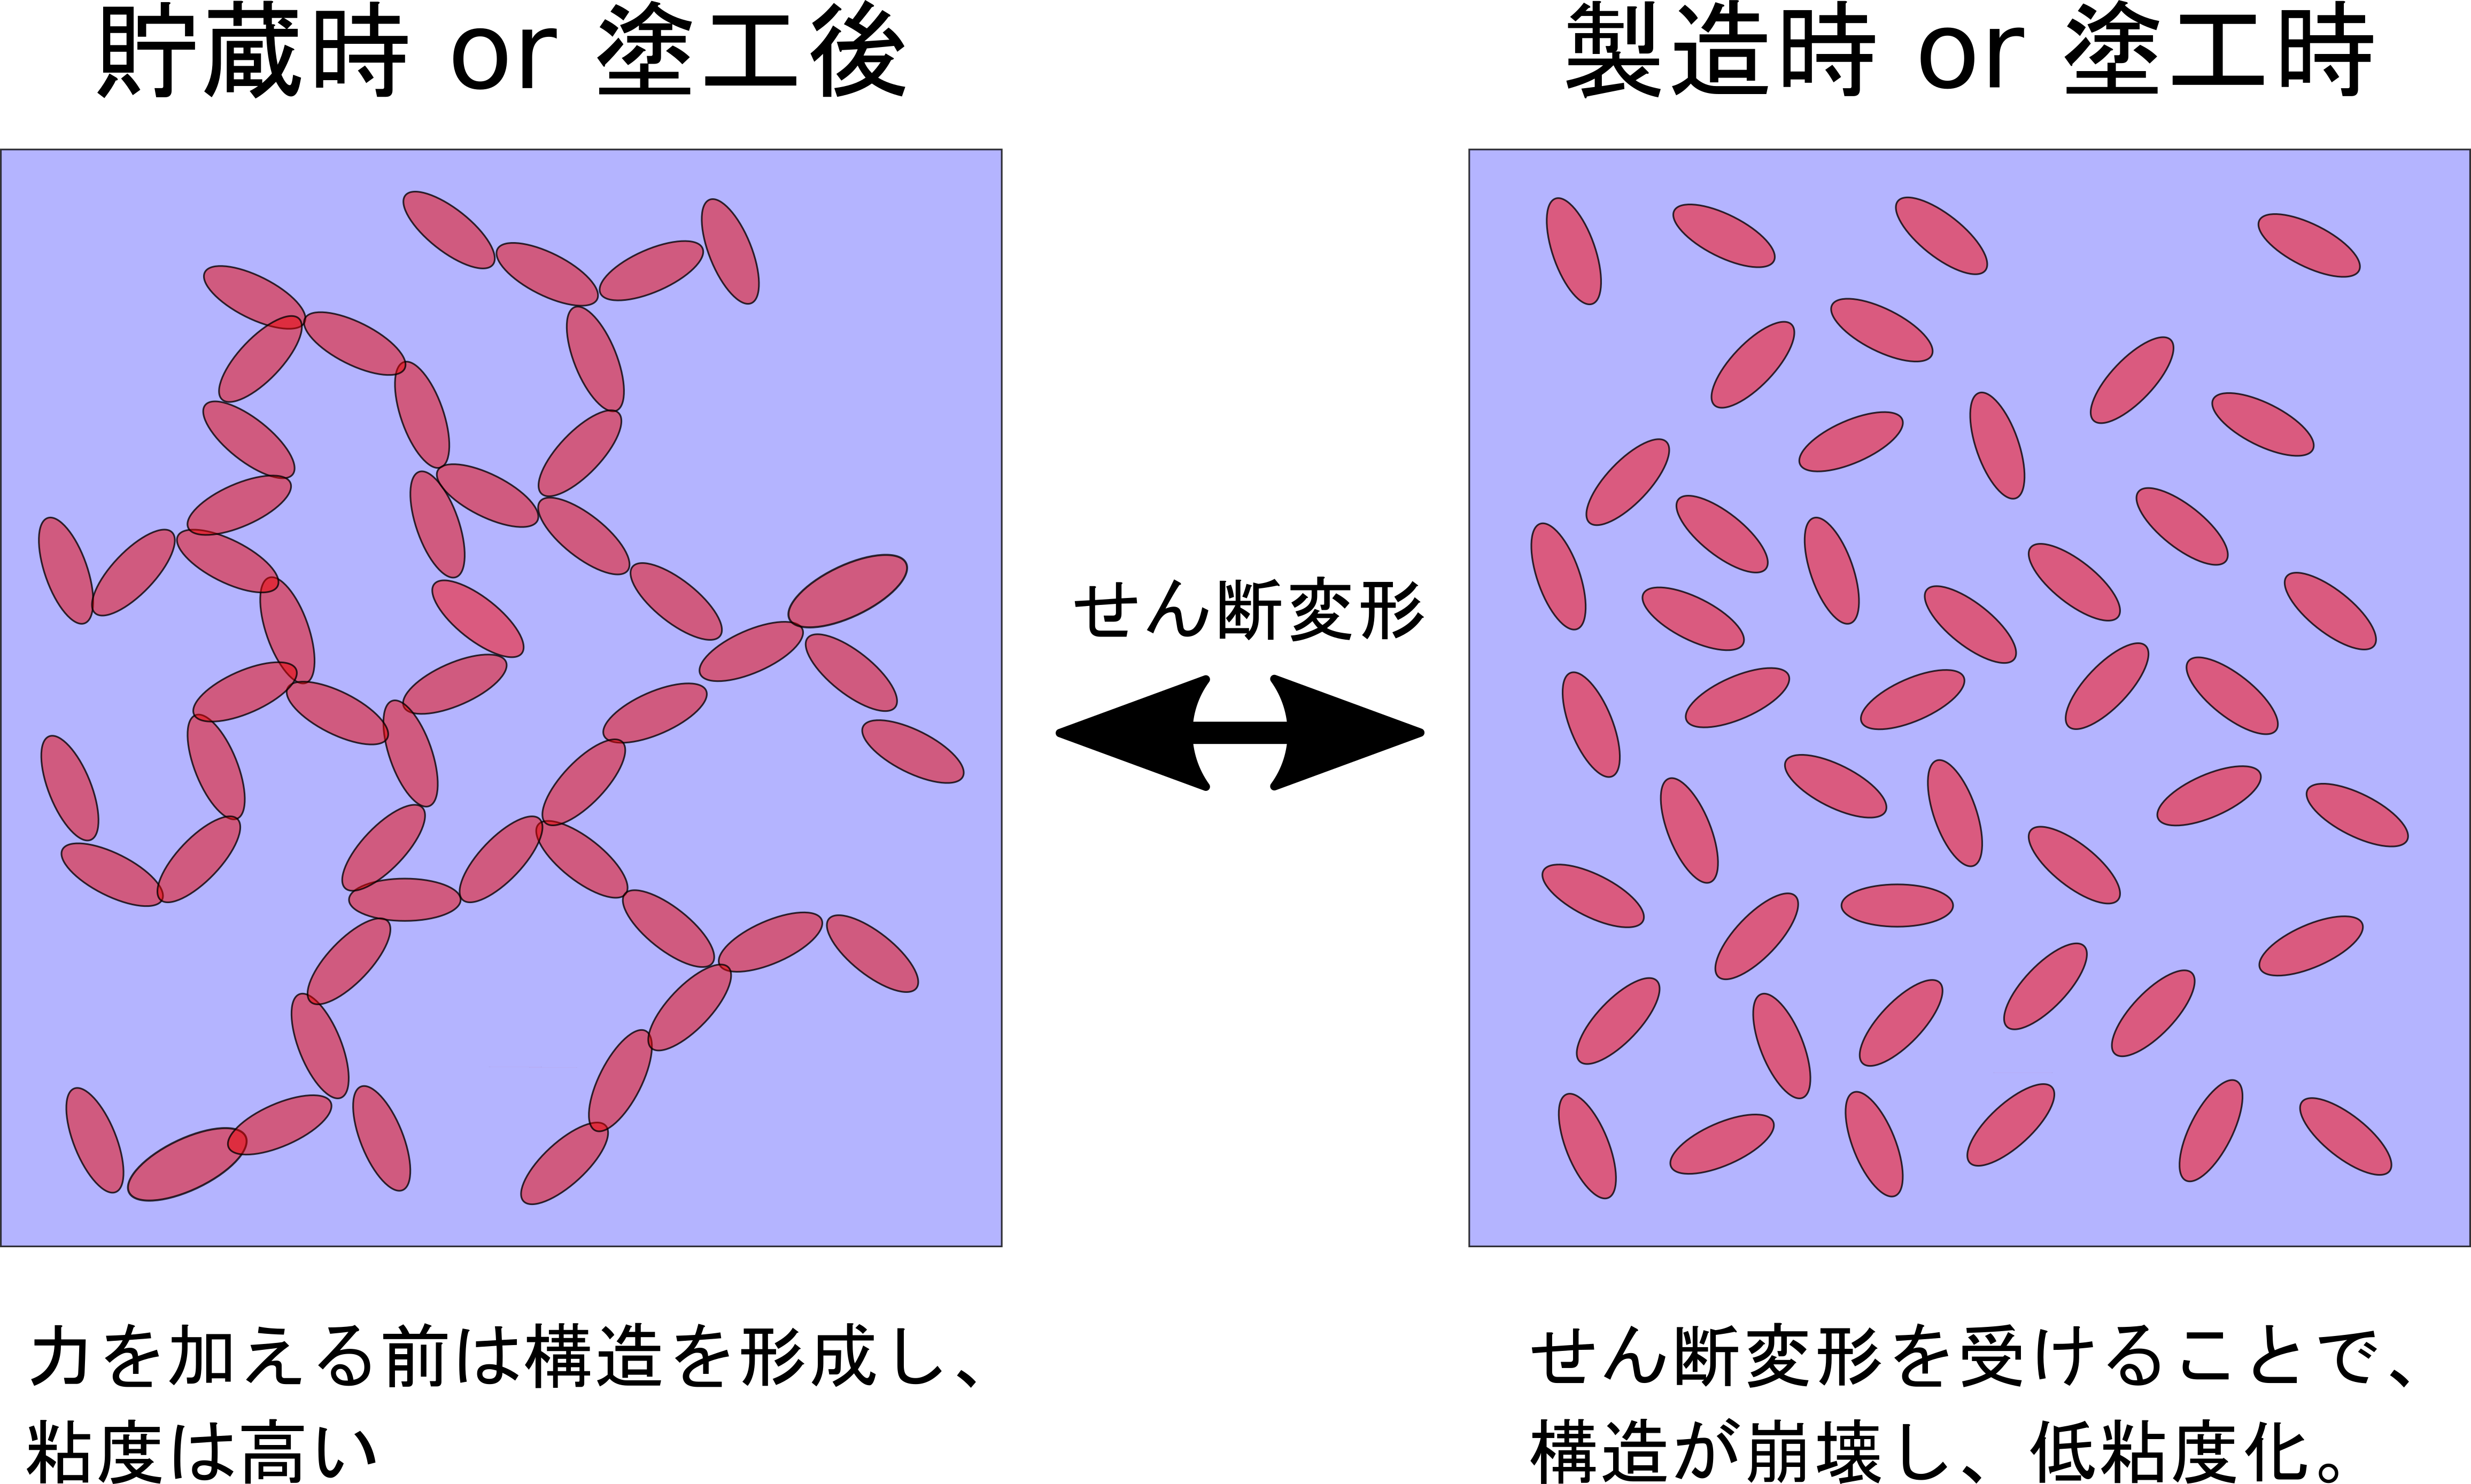 貯蔵時 or 塗工後
製造時 or 塗工時
せん断変形
力を加える前は構造を形成し、
粘度は高い
せん断変形を受けることで、
構造が崩壊し、低粘度化。